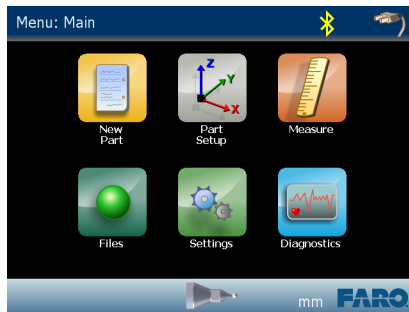 Menu: Main
Z
Y
X
New
Part
Part
Setup
Measure
Files
Settings
Diagnostics
mm
FARO